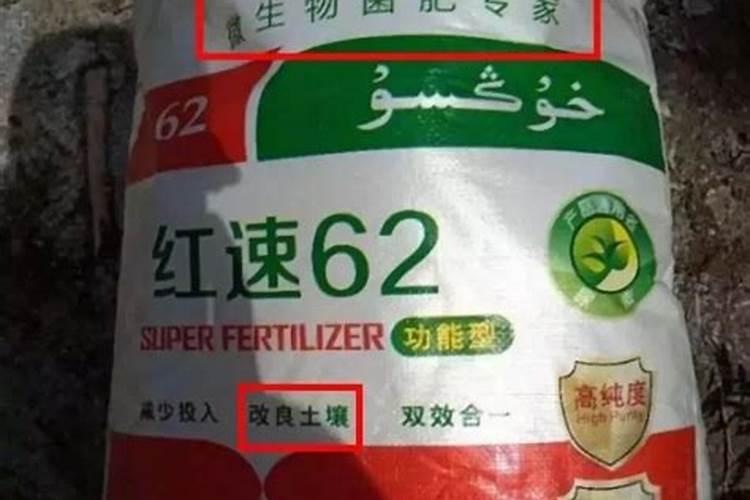 微生物菌肥专家
62 خۇڭسۇ
红速62
SUPER FERTILIZER 功能型
减少投入 改良土壤 双效合一
高纯度
High Purity